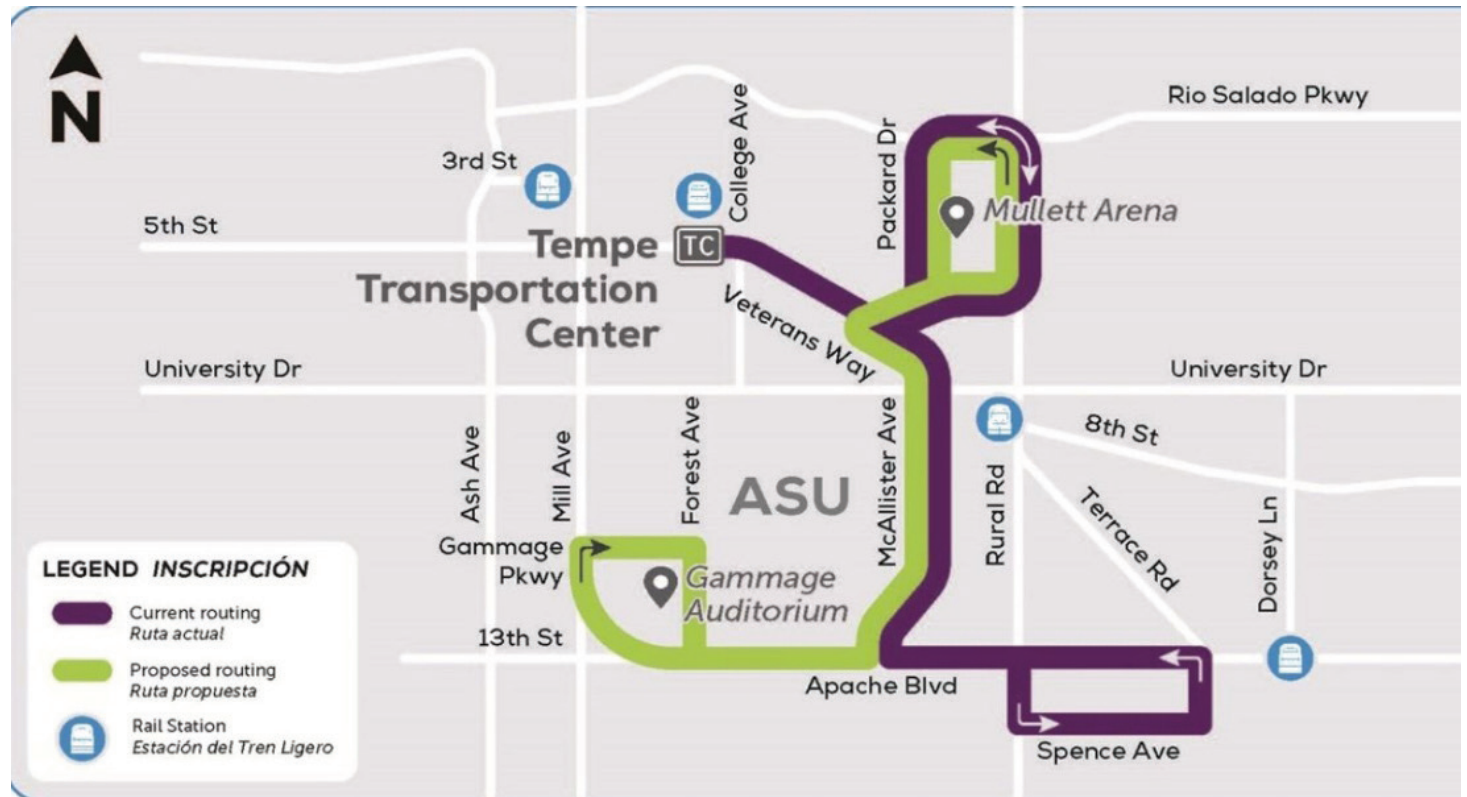 N
Rio Salado Pkwy
College Ave
Packard Dr
3rd St
Mullett Arena
5th St
TC
Tempe
Transportation
Center
Veterans Way
University Dr
University Dr
8th St
Ash Ave
Mill Ave
Forest Ave
ASU
McAllister Ave
Rural Rd
Terrace Rd
Dorsey Ln
Gammage
Pkwy
Gammage
Auditorium
13th St
Apache Blvd
Spence Ave
LEGEND INSCRIPCIÓN
Current routing
Ruta actual
Proposed routing
Ruta propuesta
Rail Station
Estación del Tren Ligero